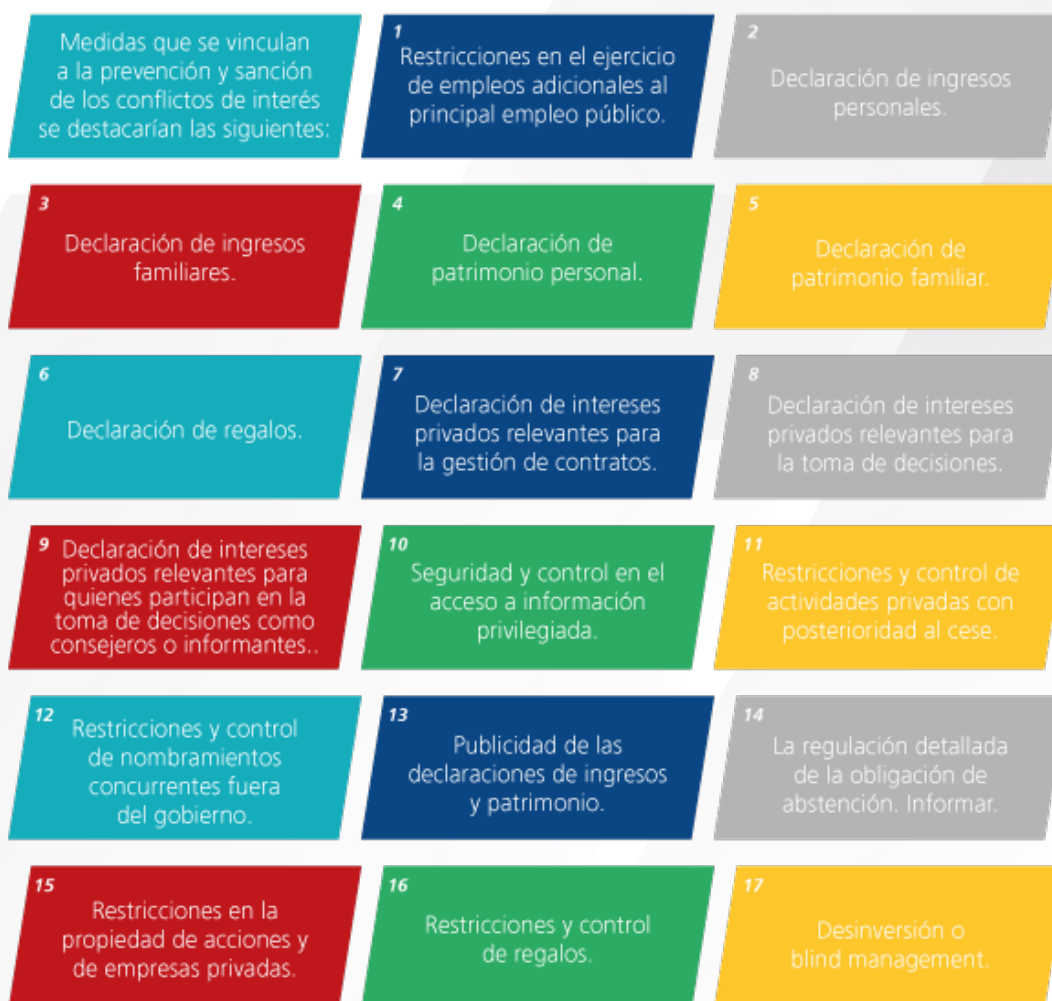 Medidas que se vinculan
a la prevención y sanción
de los conflictos de interés
se destacarían las siguientes:
1
Restricciones en el ejercicio
de empleos adicionales al
principal empleo público.
2
Declaración de ingresos
personales.
3
Declaración de ingresos
familiares.
4
Declaración de
patrimonio personal.
5
Declaración de
patrimonio familiar.
6
Declaración de regalos.
7
Declaración de intereses
privados relevantes para
la gestión de contratos.
8
Declaración de intereses
privados relevantes para
la toma de decisiones.
9
Declaración de intereses
privados relevantes para
quienes participan en la
toma de decisiones como
consejeros o informantes..
10
Seguridad y control en el
acceso a información
privilegiada.
11
Restricciones y control de
actividades privadas con
posterioridad al cese.
12
Restricciones y control
de nombramientos
concurrentes fuera
del gobierno.
13
Publicidad de las
declaraciones de ingresos
y patrimonio.
14
La regulación detallada
de la obligación de
abstención. Informar.
15
Restricciones en la
propiedad de acciones y
de empresas privadas.
16
Restricciones y control
de regalos.
17
Desinversión o
blind management.